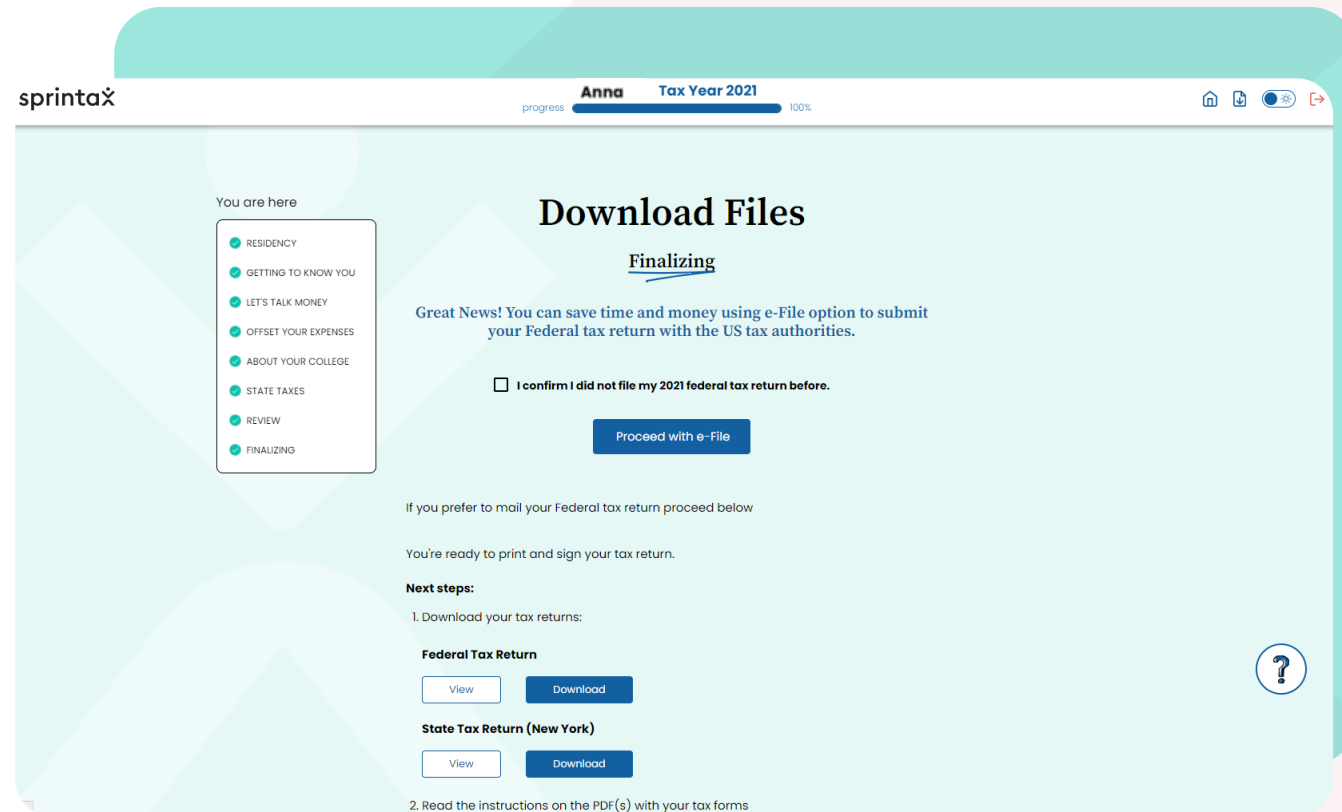 sprintax
Anna Tax Year 2021
progress 100%
You are here
RESIDENCY
GETTING TO KNOW YOU
LET'S TALK MONEY
OFFSET YOUR EXPENSES
ABOUT YOUR COLLEGE
STATE TAXES
REVIEW
FINALIZING
Download Files
Finalizing
Great News! You can save time and money using e-File option to submit
your Federal tax return with the US tax authorities.
I confirm I did not file my 2021 federal tax return before.
Proceed with e-File
If you prefer to mail your Federal tax return proceed below
You're ready to print and sign your tax return.
Next steps:
1. Download your tax returns:
Federal Tax Return
View Download
State Tax Return (New York)
View Download
2. Read the instructions on the PDF(s) with your tax forms
?